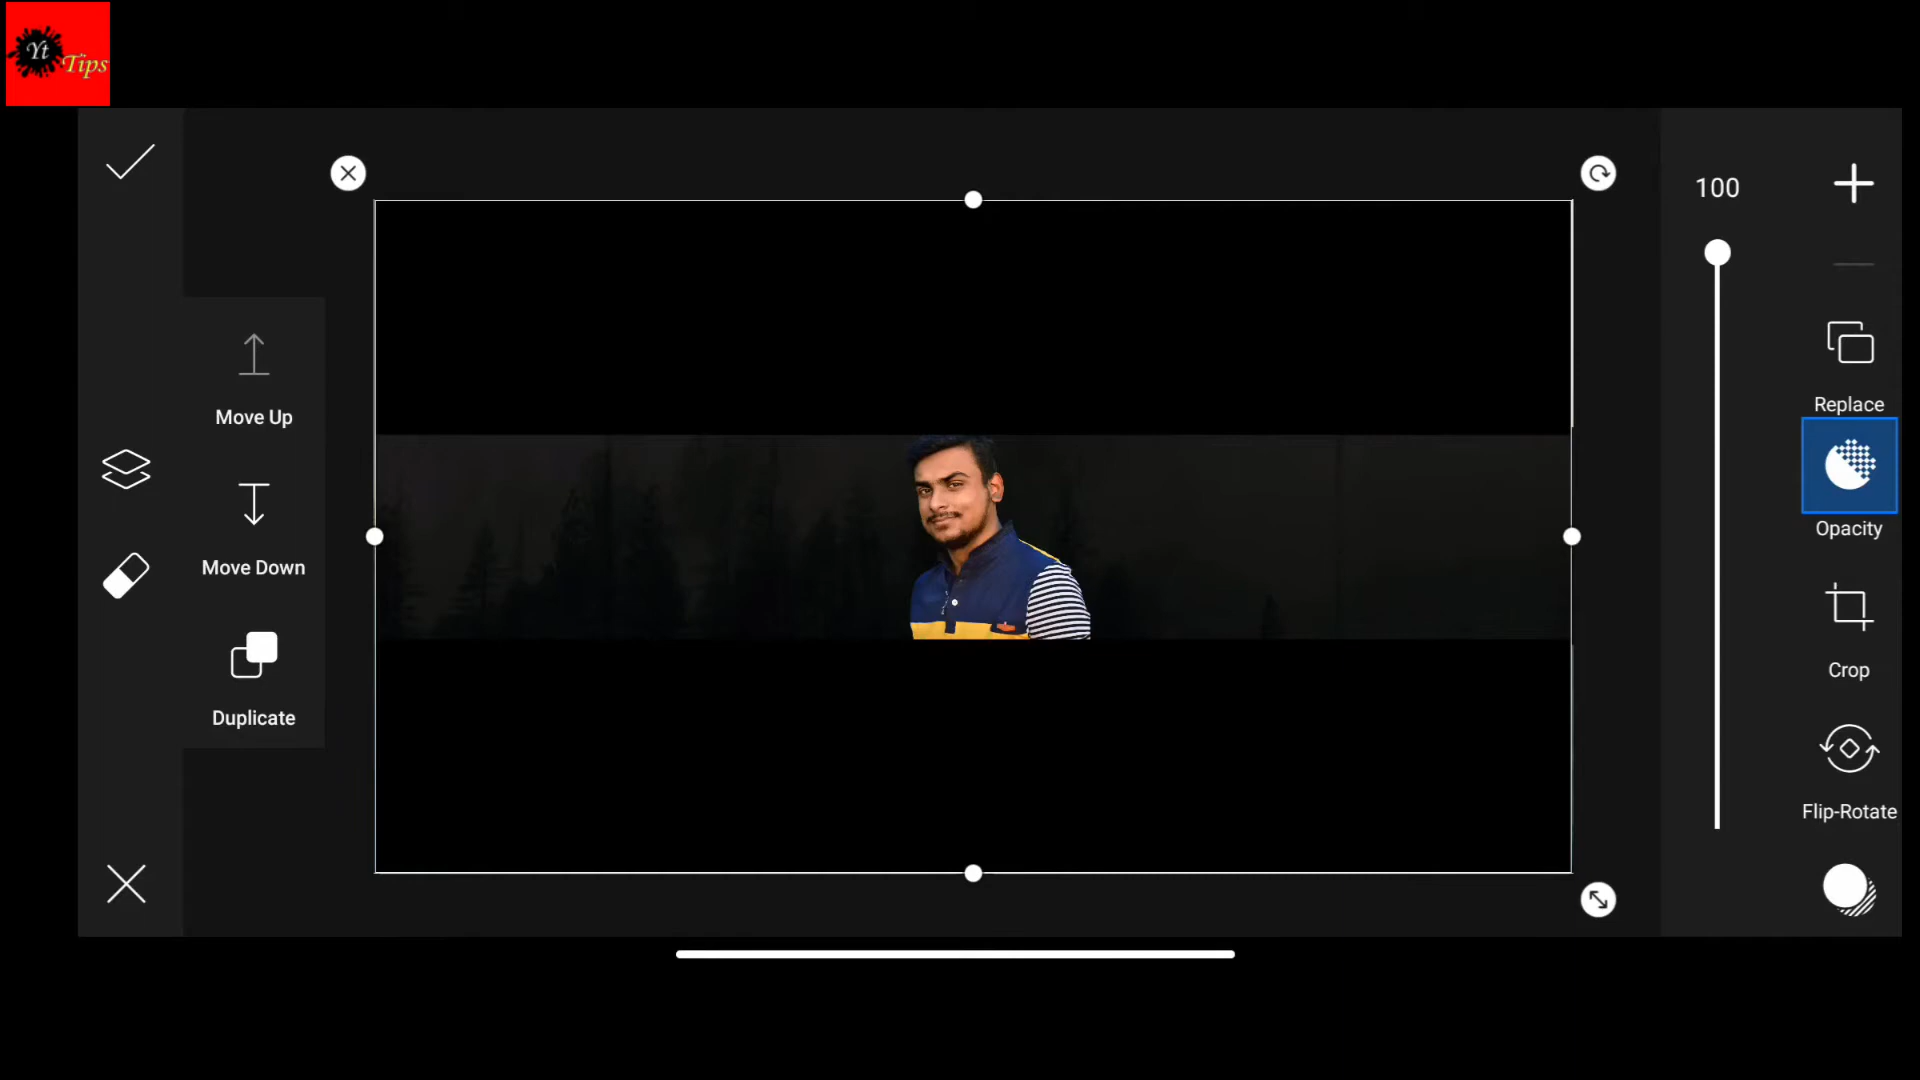 Yt
Tips
100
Move Up
Move Down
Duplicate
Replace
Opacity
Crop
Flip-Rotate